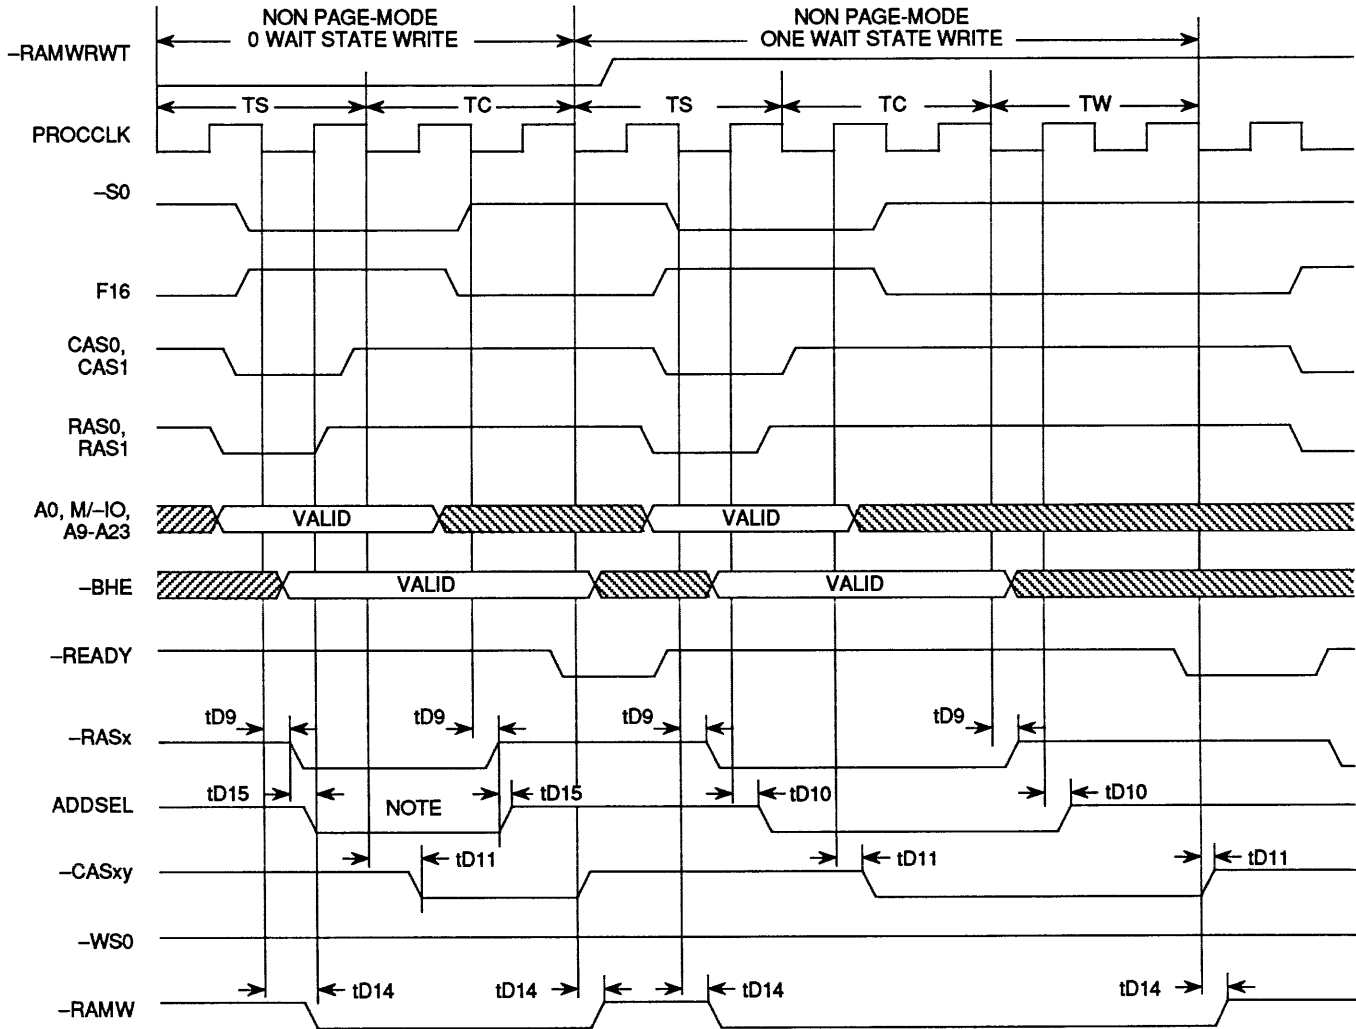 NON PAGE-MODE
0 WAIT STATE WRITE
NON PAGE-MODE
ONE WAIT STATE WRITE
–RAMWRWT
TS TC TS TC TW
PROCCLK
–S0
F16
CAS0,
CAS1
RAS0,
RAS1
A0, M/–IO,
A9-A23
VALID VALID
–BHE VALID VALID
–READY
tD9 tD9 tD9 tD9
–RASx
tD15 tD15 tD10 tD10
ADDSEL NOTE
tD11 tD11 tD11
–CASxy
–WS0
tD14 tD14 tD14 tD14
–RAMW